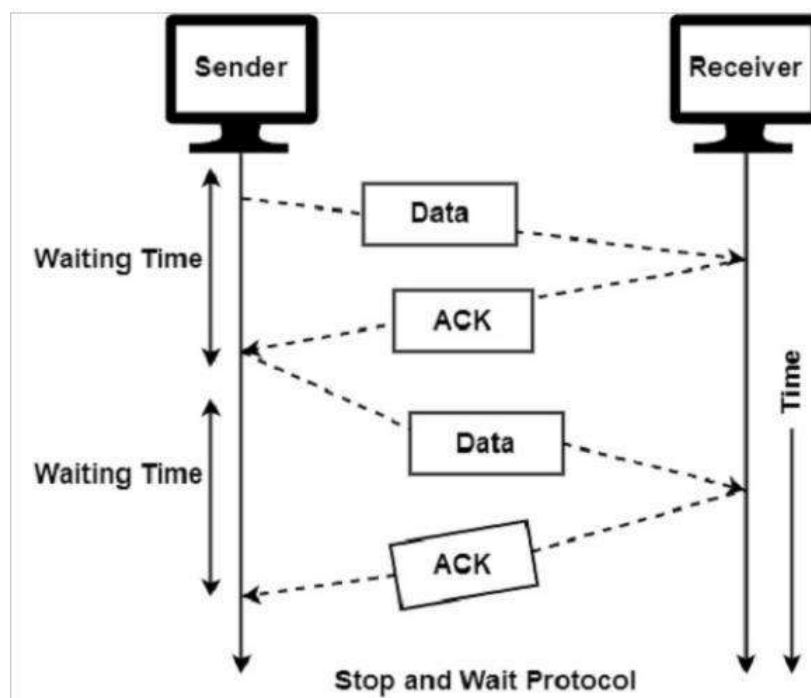 Sender
Receiver
Data
Waiting Time
ACK
Time
Data
Waiting Time
ACK
Stop and Wait Protocol